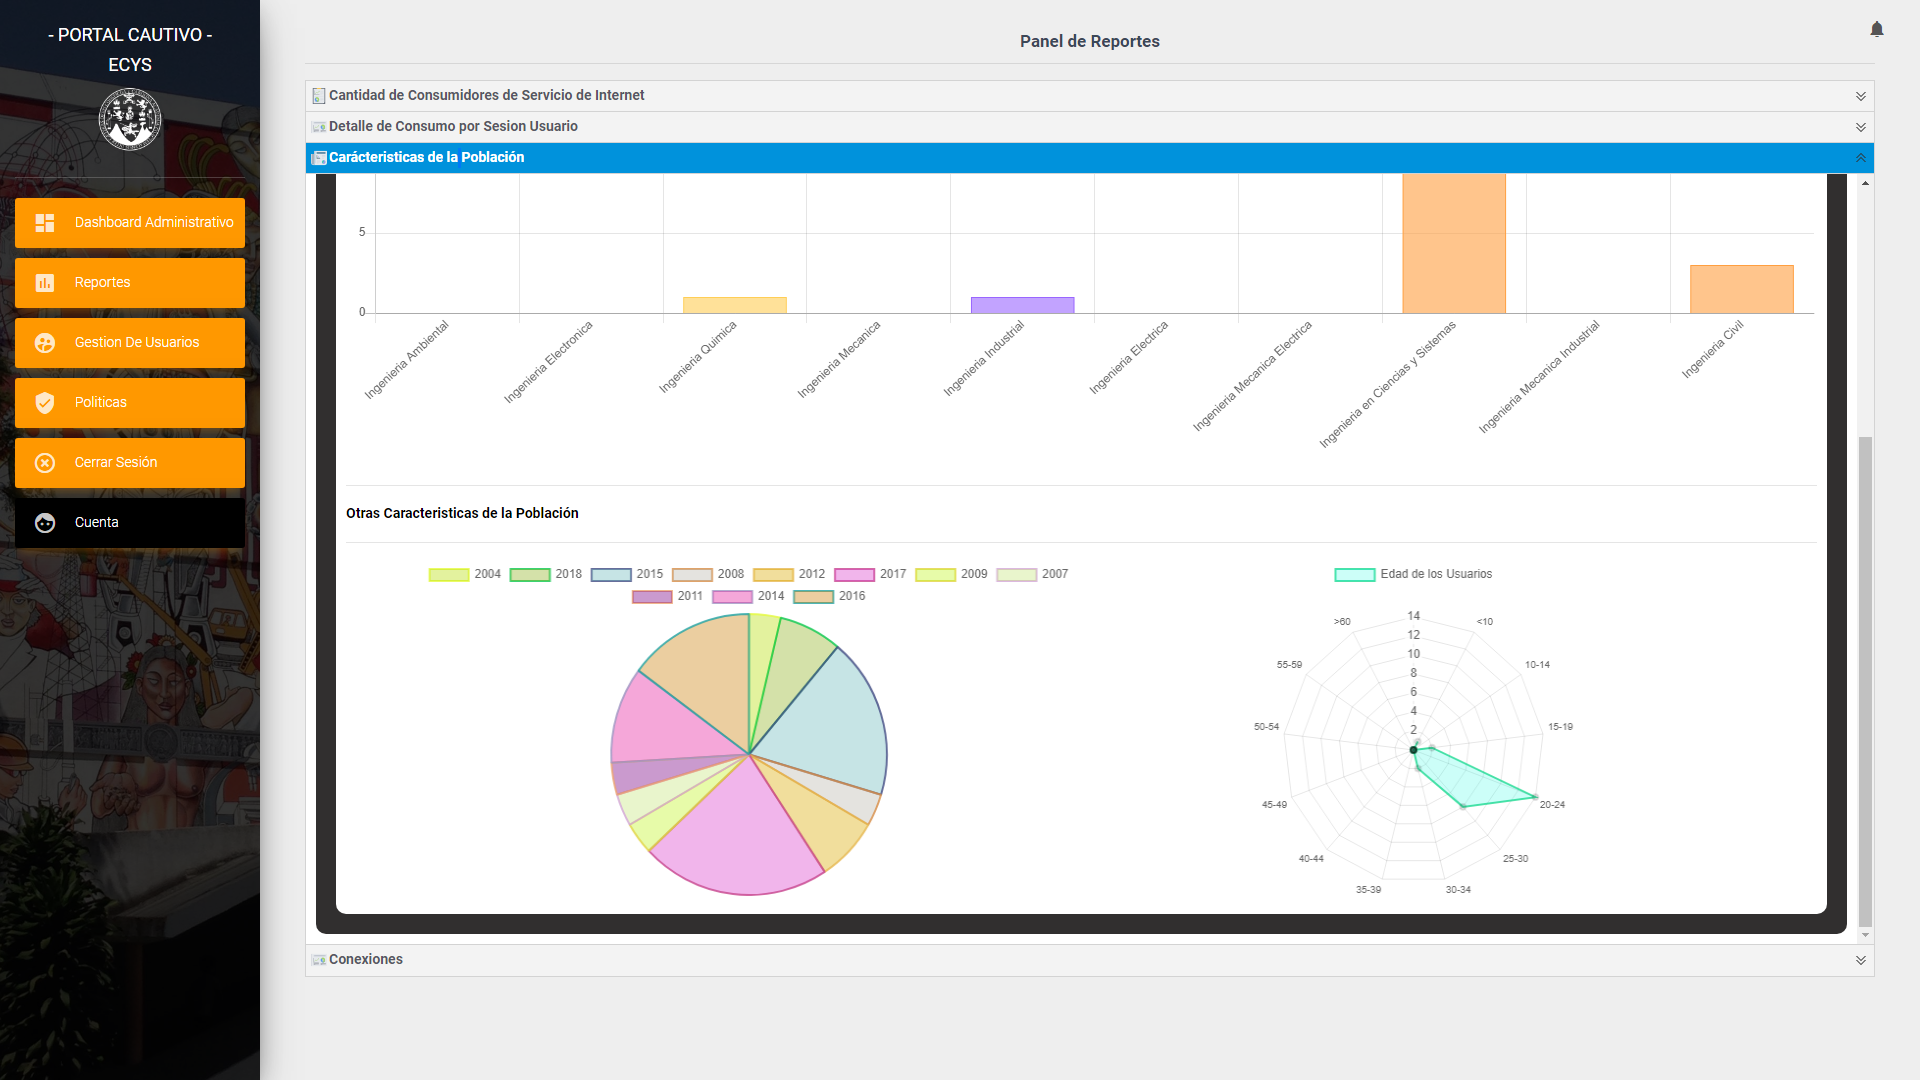 - PORTAL CAUTIVO -
ECYS
Dashboard Administrativo
Reportes
Gestion De Usuarios
Politicas
Cerrar Sesión
Cuenta
Panel de Reportes
Cantidad de Consumidores de Servicio de Internet
Detalle de Consumo por Sesion Usuario
Carácteristicas de la Población
5
0
Ingenieria Ambiental
Ingenieria Electronica
Ingenieria Quimica
Ingenieria Mecanica
Ingenieria Industrial
Ingenieria Electrica
Ingenieria Mecanica Electrica
Ingenieria en Ciencias y Sistemas
Ingenieria Mecanica Industrial
Ingenieria Civil
Otras Caracteristicas de la Población
2004 2018 2015 2008 2012 2017 2009 2007
2011 2014 2016
Edad de los Usuarios
14
12
10
8
6
4
2
<10
10-14
15-19
20-24
25-30
30-34
35-39
40-44
45-49
50-54
55-59
>60
Conexiones